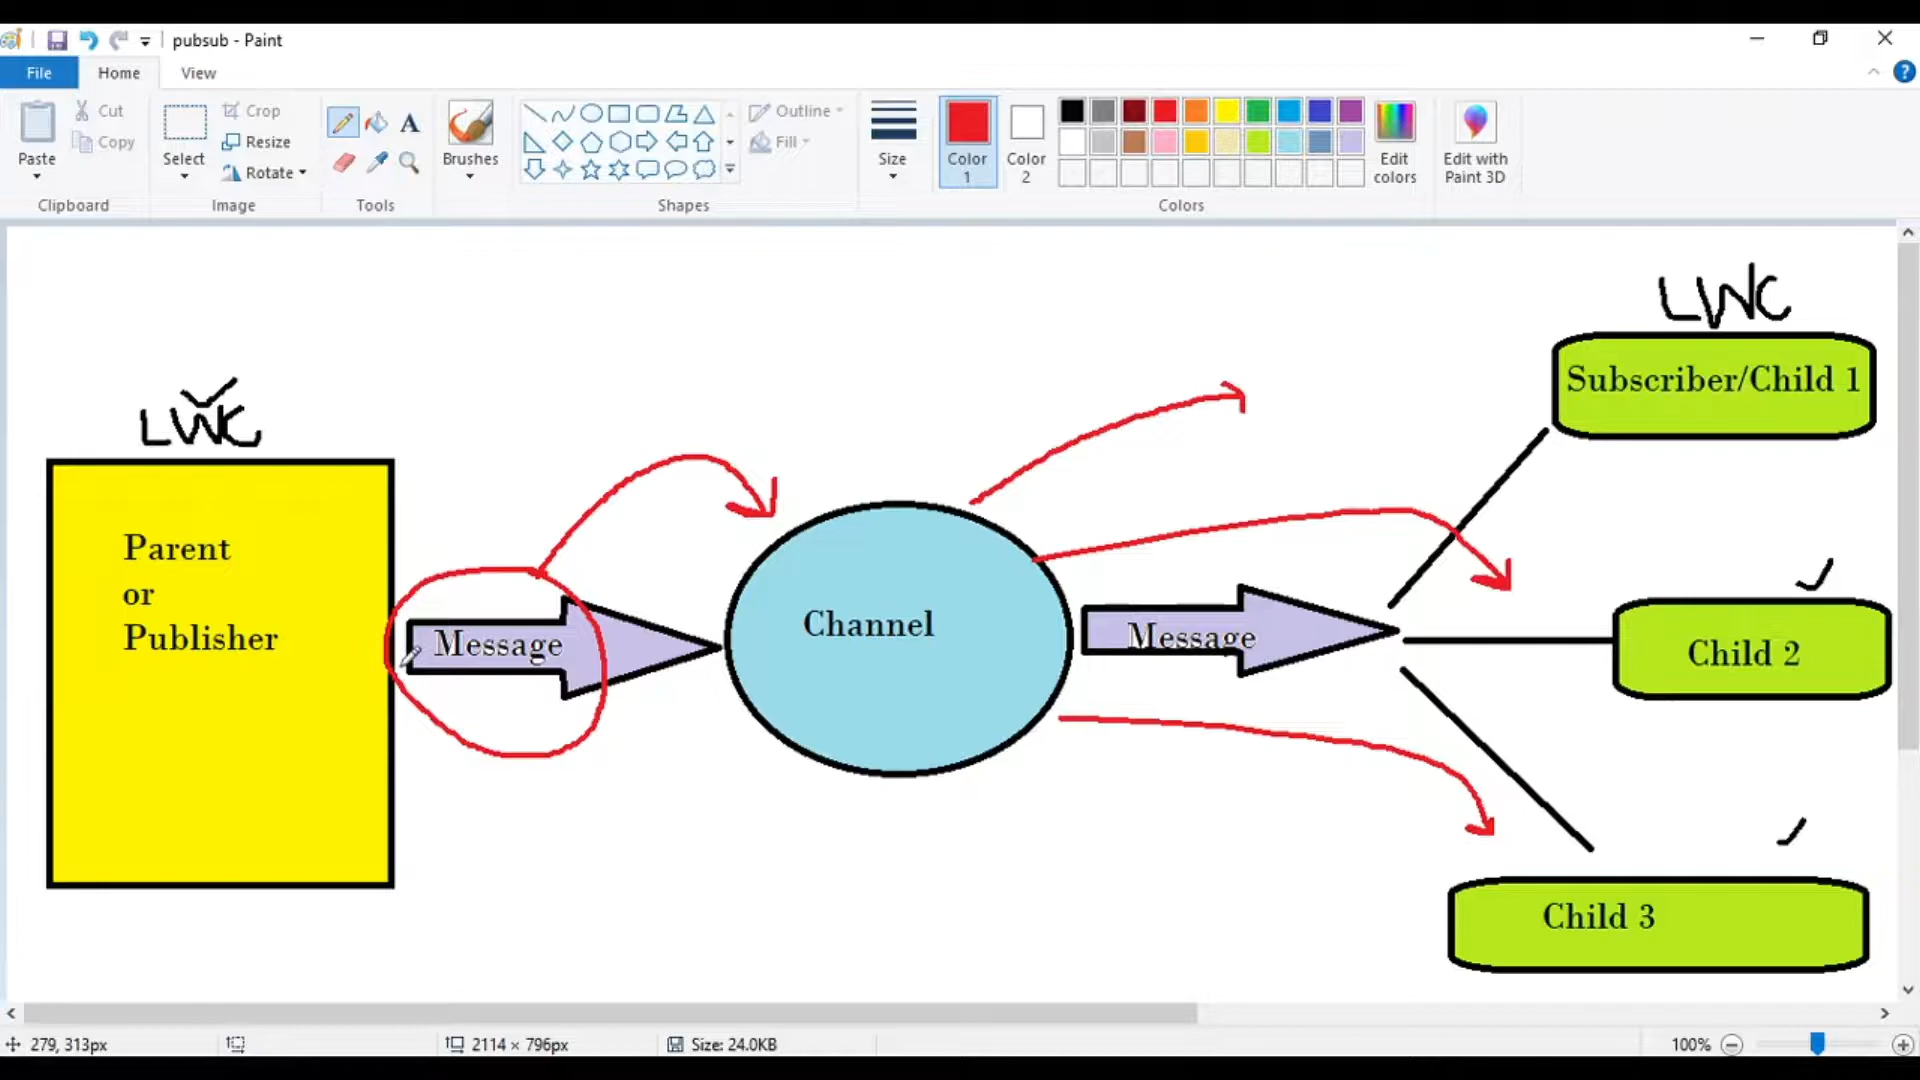 pubsub - Paint
File
Home
View
Paste
Cut
Copy
Clipboard
Select
Crop
Resize
Rotate
Image
A
Tools
Brushes
Shapes
Outline
Fill
Size
Color
1
Color
2
Edit
colors
Colors
Edit with
Paint 3D
?
LWC
Subscriber/Child 1
LWC
Parent
or
Publisher
Message
Channel
Message
Child 2
Child 3
279, 313px
2114 × 796px
Size: 24.0KB
100%